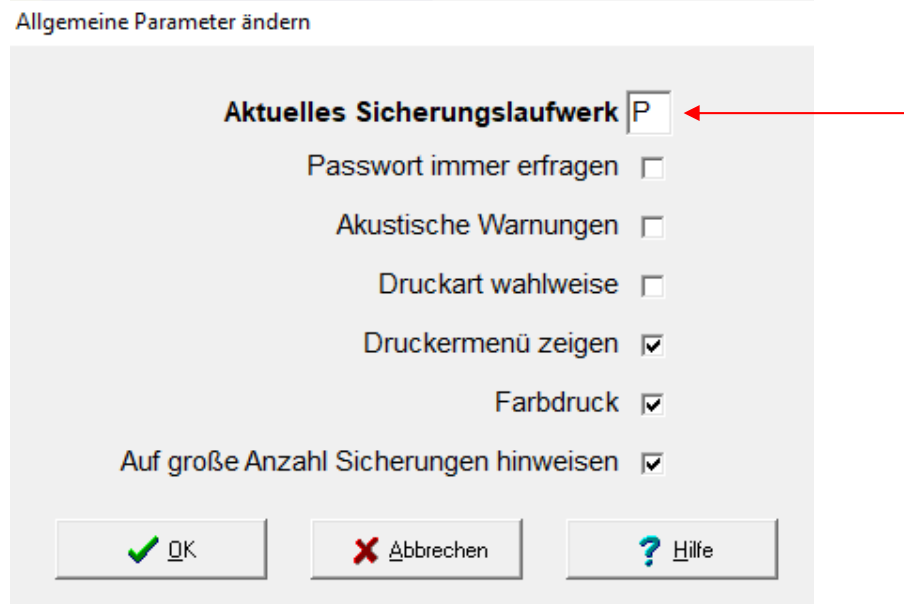 Allgemeine Parameter ändern
Aktuelles Sicherungslaufwerk P
Passwort immer erfragen
Akustische Warnungen
Druckart wahlweise
Druckermenü zeigen
Farbdruck
Auf große Anzahl Sicherungen hinweisen
OK Abbrechen Hilfe